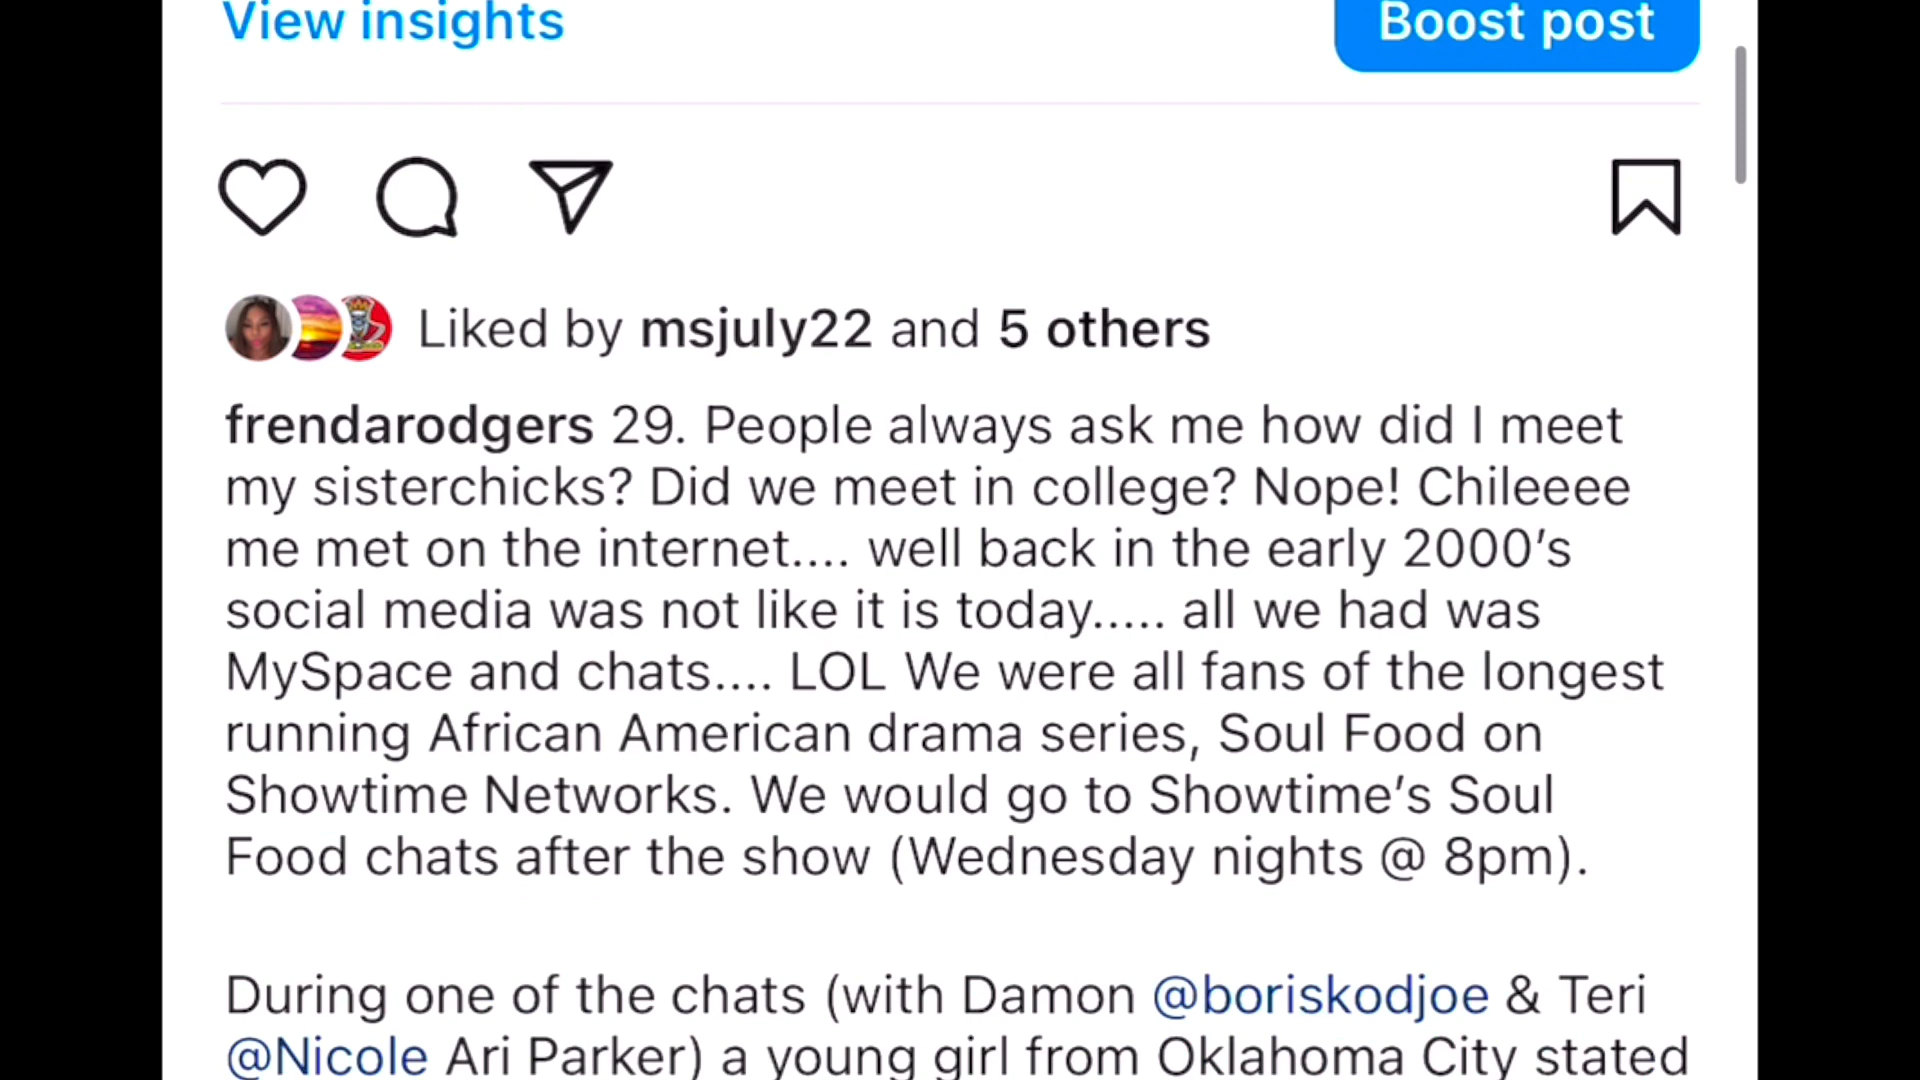 View insights
Boost post
Liked by msjuly22 and 5 others
frendarodgers 29. People always ask me how did I meet
my sisterchicks? Did we meet in college? Nope! Chileeee
me met on the internet.... well back in the early 2000’s
social media was not like it is today..... all we had was
MySpace and chats.... LOL We were all fans of the longest
running African American drama series, Soul Food on
Showtime Networks. We would go to Showtime’s Soul
Food chats after the show (Wednesday nights @ 8pm).
During one of the chats (with Damon @boriskodjoe & Teri
@Nicole Ari Parker) a young girl from Oklahoma City stated